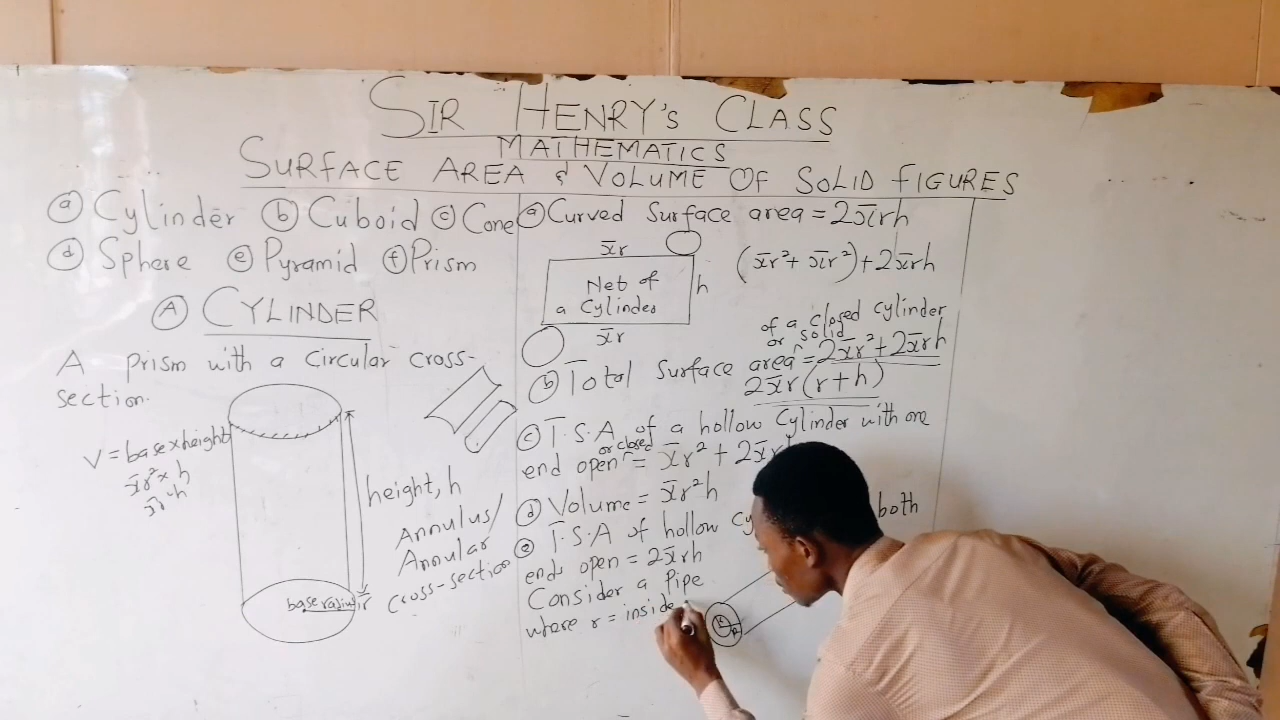 SIR HENRY's CLASS
MATHEMATICS
SURFACE AREA & VOLUME OF SOLID FIGURES
ⓐ Cylinder ⓑ Cuboid ⓒ Cone
ⓓ Sphere ⓔ Pyramid ⓕ Prism
Ⓐ CYLINDER
A prism with a circular cross-
section.
V = base x height
πr² x h
πr²h
height, h
Annulus/
Annular
cross-section
base radius r
ⓐ Curved Surface area = 2πrh
πr
Net of
a Cylinder
h
πr
(πr² + πr²) + 2πrh
of a closed cylinder
or solid
ⓑ Total Surface area ^ = 2πr² + 2πrh
2πr(r+h)
ⓒ T.S.A of a hollow Cylinder with one
or closed
end open ^ = πr² + 2πrh
ⓓ Volume = πr²h
ⓔ T.S.A of hollow cy both
ends open = 2πrh
Consider a Pipe
where r = inside
r
R